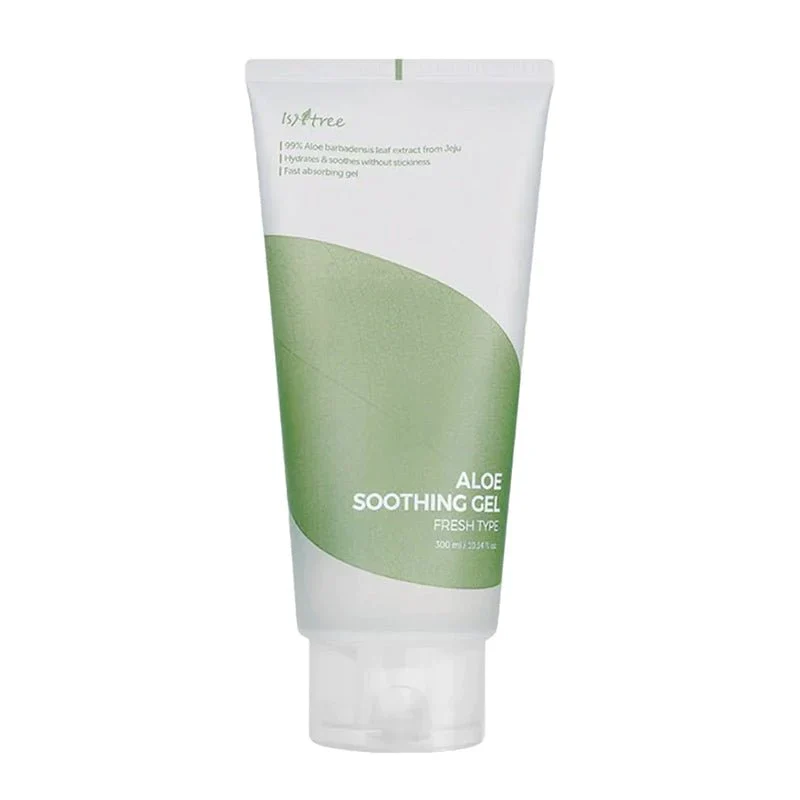 Isntree
99% Aloe barbadensis leaf extract from Jeju
Hydrates & soothes without stickiness
Fast absorbing gel
ALOE
SOOTHING GEL
FRESH TYPE
300 ml / 10.14 fl. oz